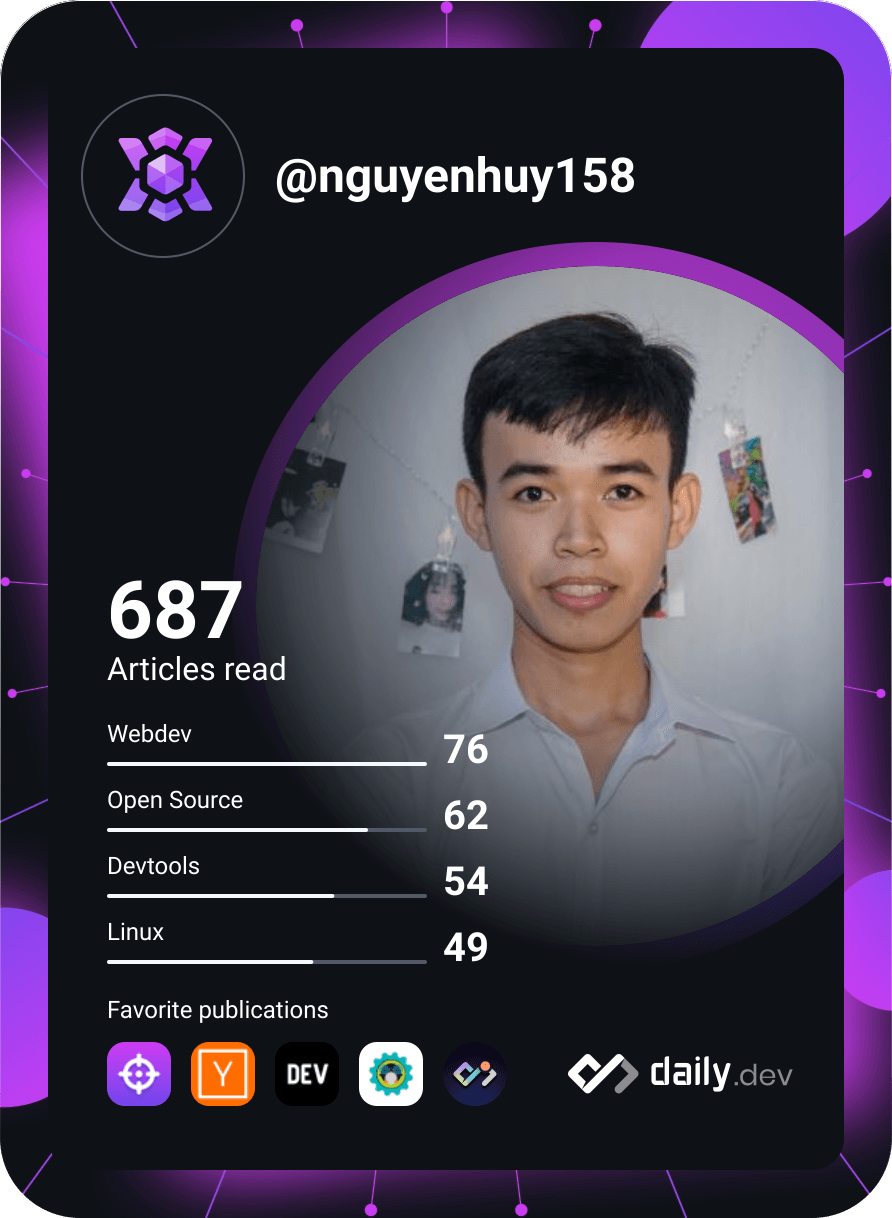 @nguyenhuy158
687
Articles read
Webdev
76
Open Source
62
Devtools
54
Linux
49
Favorite publications
Y
DEV
daily.dev